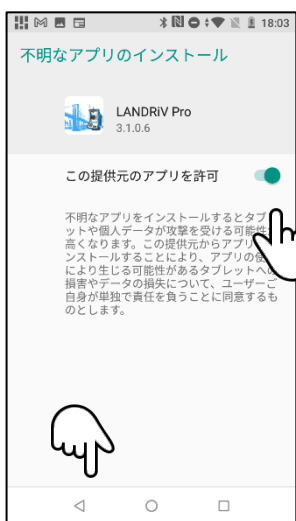 18:03
不明なアプリのインストール
LANDRiV Pro
3.1.0.6
この提供元のアプリを許可
不明なアプリをインストールするとタブ
ットや個人データが攻撃を受ける可能性
高くなります。この提供元からアプリ
ンストールすることにより、アプリの使
により生じる可能性があるタブレットへの
損害やデータの損失について、ユーザーご
自身が単独で責任を負うことに同意するも
のとします。